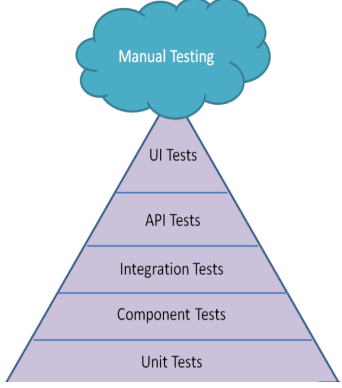 Manual Testing
UI Tests
API Tests
Integration Tests
Component Tests
Unit Tests